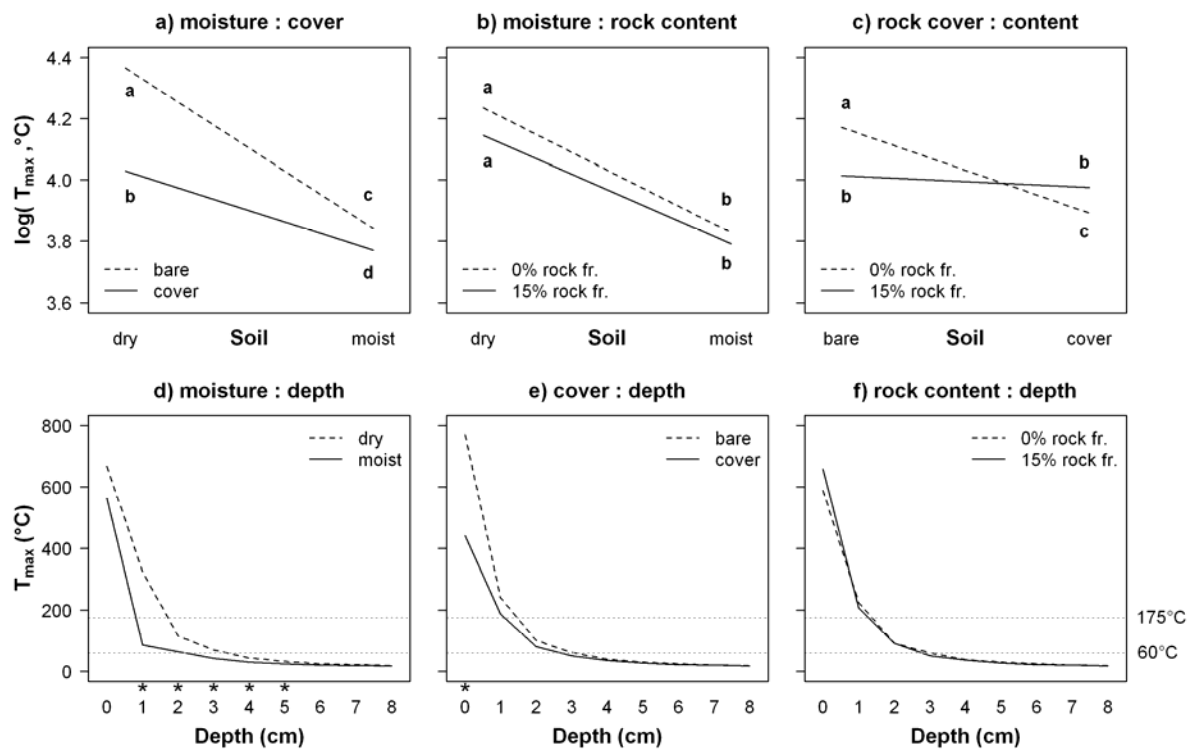 a) moisture : cover
b) moisture : rock content
c) rock cover : content
log( T_max , °C)
4.4
4.2
4.0
3.8
3.6
a
b
c
d
bare
cover
dry
Soil
moist
a
a
b
b
0% rock fr.
15% rock fr.
dry
Soil
moist
a
b
b
c
0% rock fr.
15% rock fr.
bare
Soil
cover
d) moisture : depth
e) cover : depth
f) rock content : depth
T_max (°C)
800
600
400
200
0
dry
moist
* * * * *
0 1 2 3 4 5 6 7 8
Depth (cm)
bare
cover
*
0 1 2 3 4 5 6 7 8
Depth (cm)
0% rock fr.
15% rock fr.
175°C
60°C
0 1 2 3 4 5 6 7 8
Depth (cm)